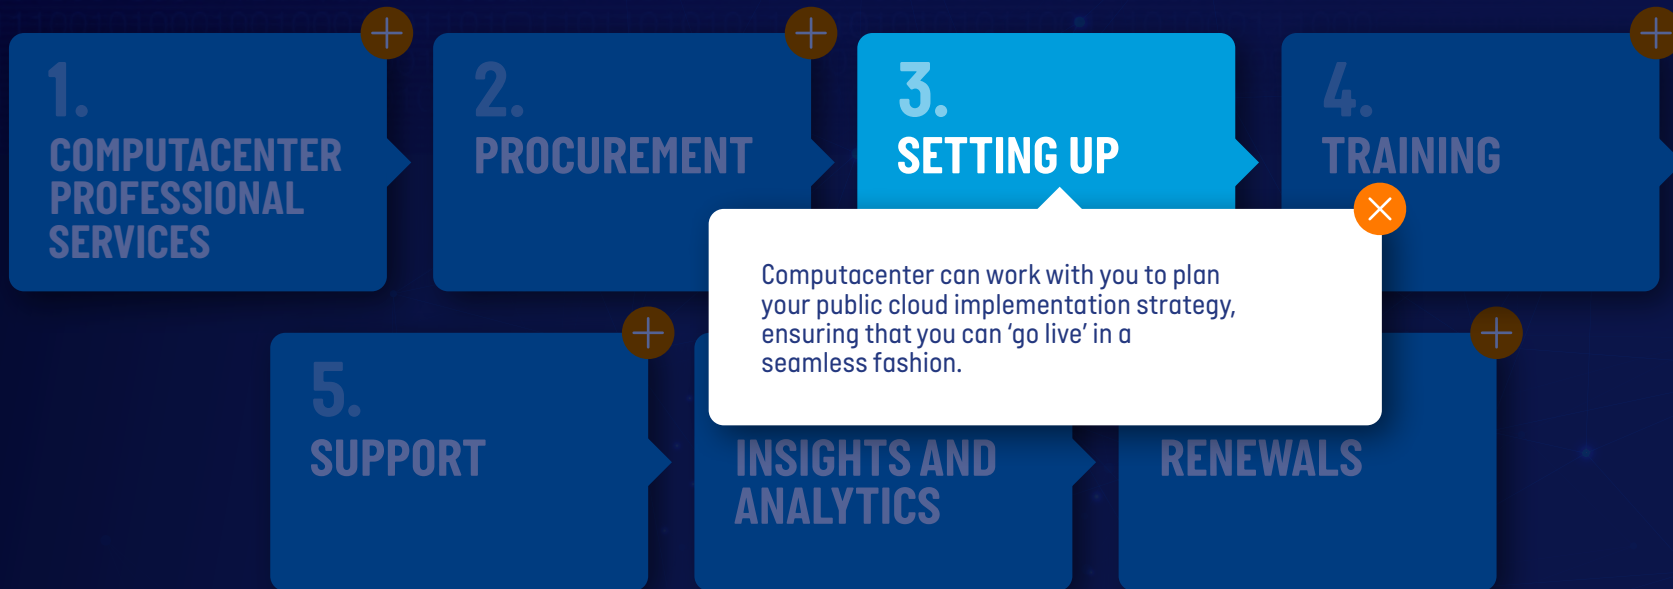 1.
COMPUTACENTER
PROFESSIONAL
SERVICES
2.
PROCUREMENT
3.
SETTING UP
4.
TRAINING
Computacenter can work with you to plan
your public cloud implementation strategy,
ensuring that you can ‘go live’ in a
seamless fashion.
5.
SUPPORT
INSIGHTS AND
ANALYTICS
RENEWALS